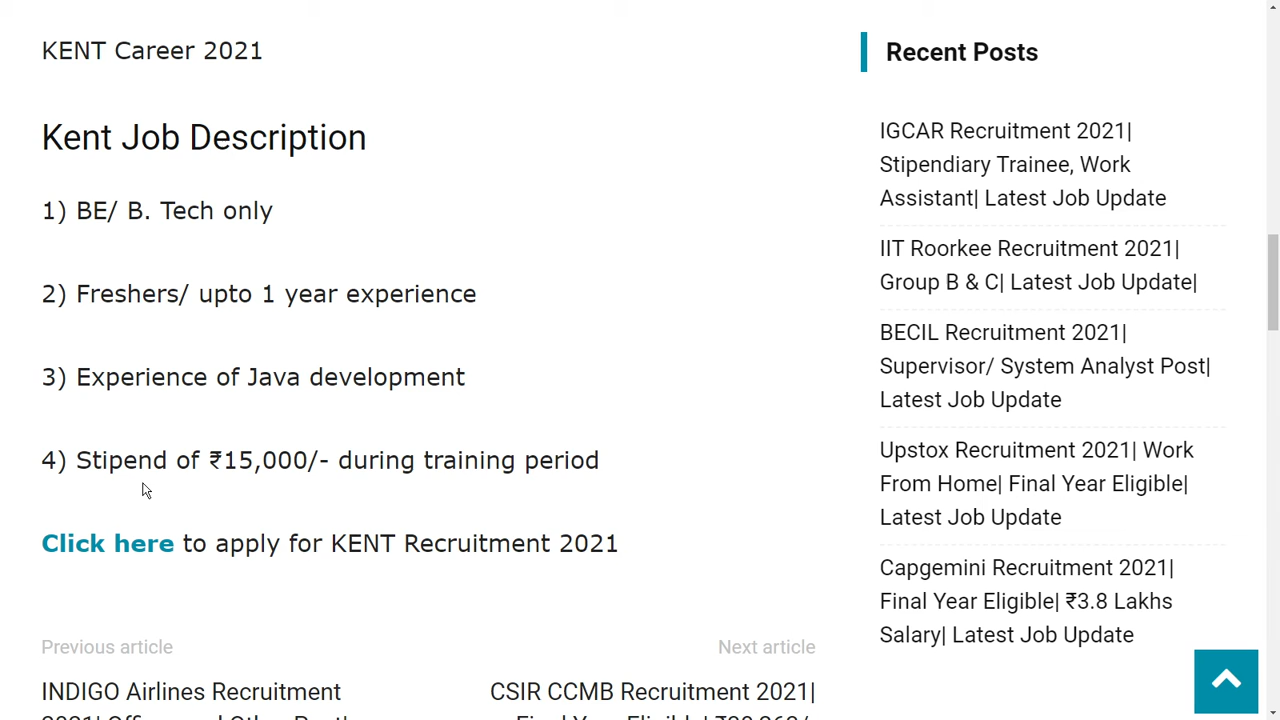 KENT Career 2021
Kent Job Description
1) BE/ B. Tech only
2) Freshers/ upto 1 year experience
3) Experience of Java development
4) Stipend of ₹15,000/- during training period
Click here to apply for KENT Recruitment 2021
Previous article
INDIGO Airlines Recruitment
Next article
CSIR CCMB Recruitment 2021|
Recent Posts
IGCAR Recruitment 2021|
Stipendiary Trainee, Work
Assistant| Latest Job Update
IIT Roorkee Recruitment 2021|
Group B & C| Latest Job Update|
BECIL Recruitment 2021|
Supervisor/ System Analyst Post|
Latest Job Update
Upstox Recruitment 2021| Work
From Home| Final Year Eligible|
Latest Job Update
Capgemini Recruitment 2021|
Final Year Eligible| ₹3.8 Lakhs
Salary| Latest Job Update